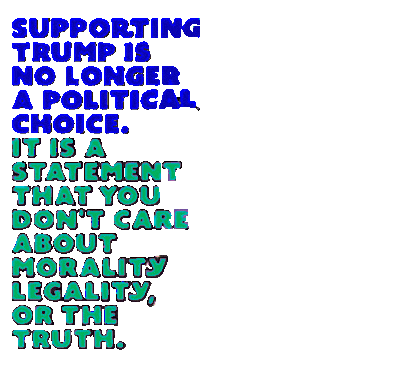 SUPPORTING
TRUMP IS
NO LONGER
A POLITICAL
CHOICE.
IT IS A
STATEMENT
THAT YOU
DON'T CARE
ABOUT
MORALITY
LEGALITY,
OR THE
TRUTH.